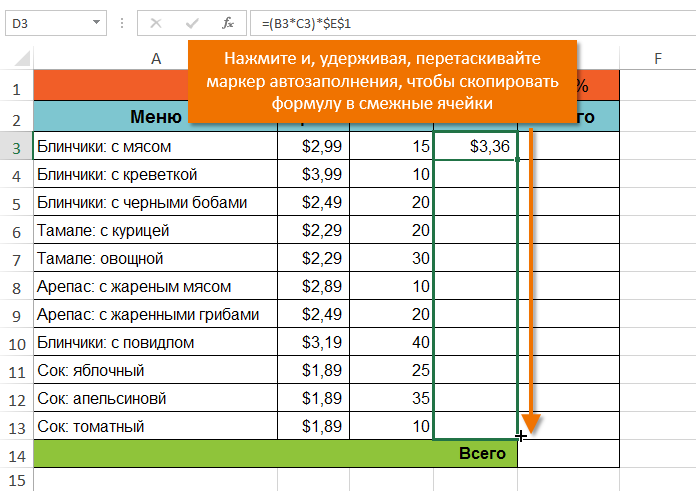 D3 fx =(B3*C3)*$E$1
Нажмите и, удерживая, перетаскивайте
маркер автозаполнения, чтобы скопировать
формулу в смежные ячейки
A F
1 %
2 Меню го
3 Блинчики: с мясом $2,99 15 $3,36
4 Блинчики: с креветкой $3,99 10
5 Блинчики: с черными бобами $2,49 20
6 Тамале: с курицей $2,29 20
7 Тамале: овощной $2,29 30
8 Арепас: с жареным мясом $2,89 10
9 Арепас: с жаренными грибами $2,49 20
10 Блинчики: с повидлом $3,19 40
11 Сок: яблочный $1,89 25
12 Сок: апельсиновй $1,89 35
13 Сок: томатный $1,89 10
14 Всего
15